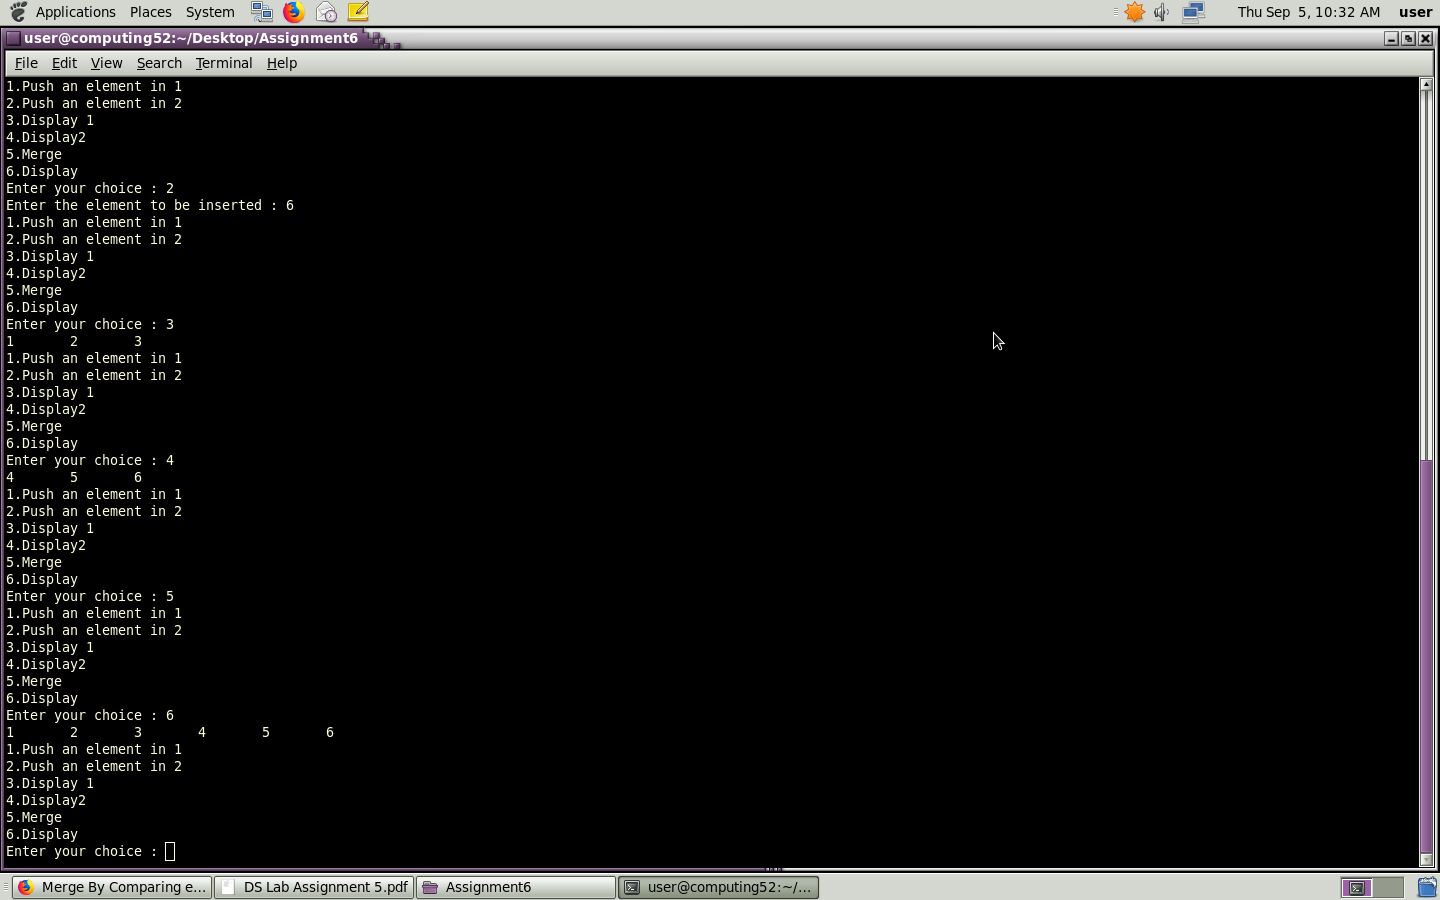 Applications Places System Thu Sep 5, 10:32 AM user
user@computing52:~/Desktop/Assignment6
File Edit View Search Terminal Help
1.Push an element in 1
2.Push an element in 2
3.Display 1
4.Display2
5.Merge
6.Display
Enter your choice : 2
Enter the element to be inserted : 6
1.Push an element in 1
2.Push an element in 2
3.Display 1
4.Display2
5.Merge
6.Display
Enter your choice : 3
1 2 3
1.Push an element in 1
2.Push an element in 2
3.Display 1
4.Display2
5.Merge
6.Display
Enter your choice : 4
4 5 6
1.Push an element in 1
2.Push an element in 2
3.Display 1
4.Display2
5.Merge
6.Display
Enter your choice : 5
1.Push an element in 1
2.Push an element in 2
3.Display 1
4.Display2
5.Merge
6.Display
Enter your choice : 6
1 2 3 4 5 6
1.Push an element in 1
2.Push an element in 2
3.Display 1
4.Display2
5.Merge
6.Display
Enter your choice :
Merge By Comparing e... DS Lab Assignment 5.pdf Assignment6 user@computing52:~/...